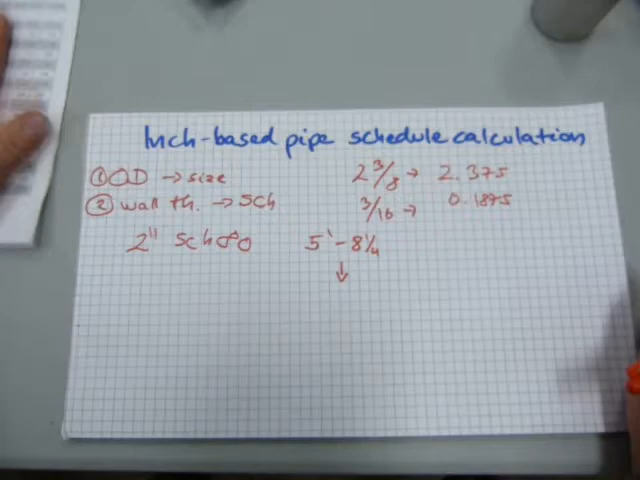 Inch-based pipe schedule calculation
① OD → size
② wall th. → Sch
2" Sch 80
2 3/8 → 2.375
3/16 → 0.1875
5' - 8 1/4
↓